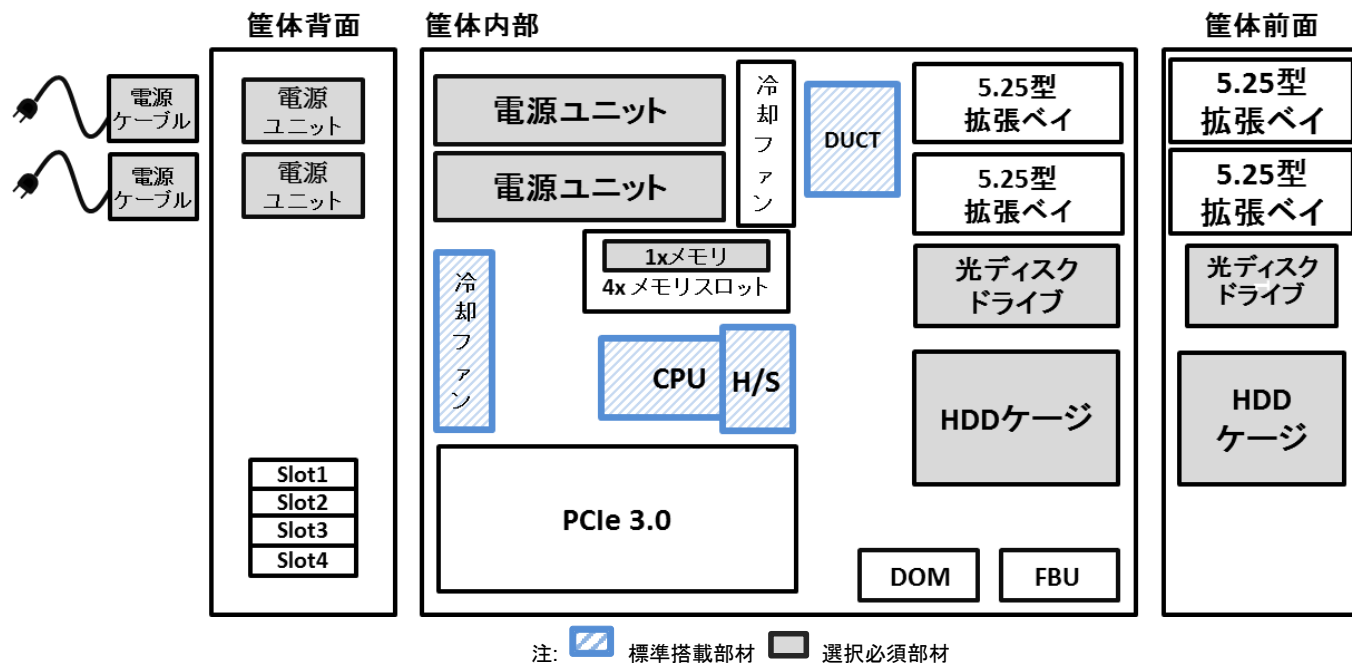 筐体背面
電源
ケーブル
電源
ケーブル
電源
ユニット
電源
ユニット
Slot1
Slot2
Slot3
Slot4
筐体内部
電源ユニット
電源ユニット
冷却ファン
DUCT
5.25型
拡張ベイ
5.25型
拡張ベイ
1xメモリ
4xメモリスロット
光ディスク
ドライブ
冷却ファン
CPU
H/S
HDDケージ
PCIe 3.0
DOM
FBU
筐体前面
5.25型
拡張ベイ
5.25型
拡張ベイ
光ディスク
ドライブ
HDD
ケージ
注: 標準搭載部材 選択必須部材